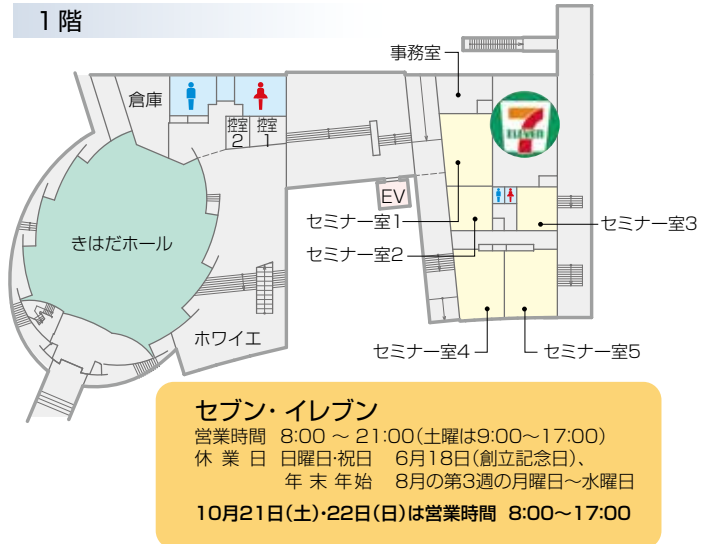 1階
事務室
倉庫
控室2
控室1
7
ELEVEN
EV
セミナー室1
セミナー室2
セミナー室3
きはだホール
ホワイエ
セミナー室4
セミナー室5
セブン・イレブン
営業時間 8:00 ～ 21:00(土曜は9:00～17:00)
休業日 日曜日・祝日 6月18日(創立記念日)、
年末年始 8月の第3週の月曜日～水曜日
10月21日(土)・22日(日)は営業時間 8:00～17:00